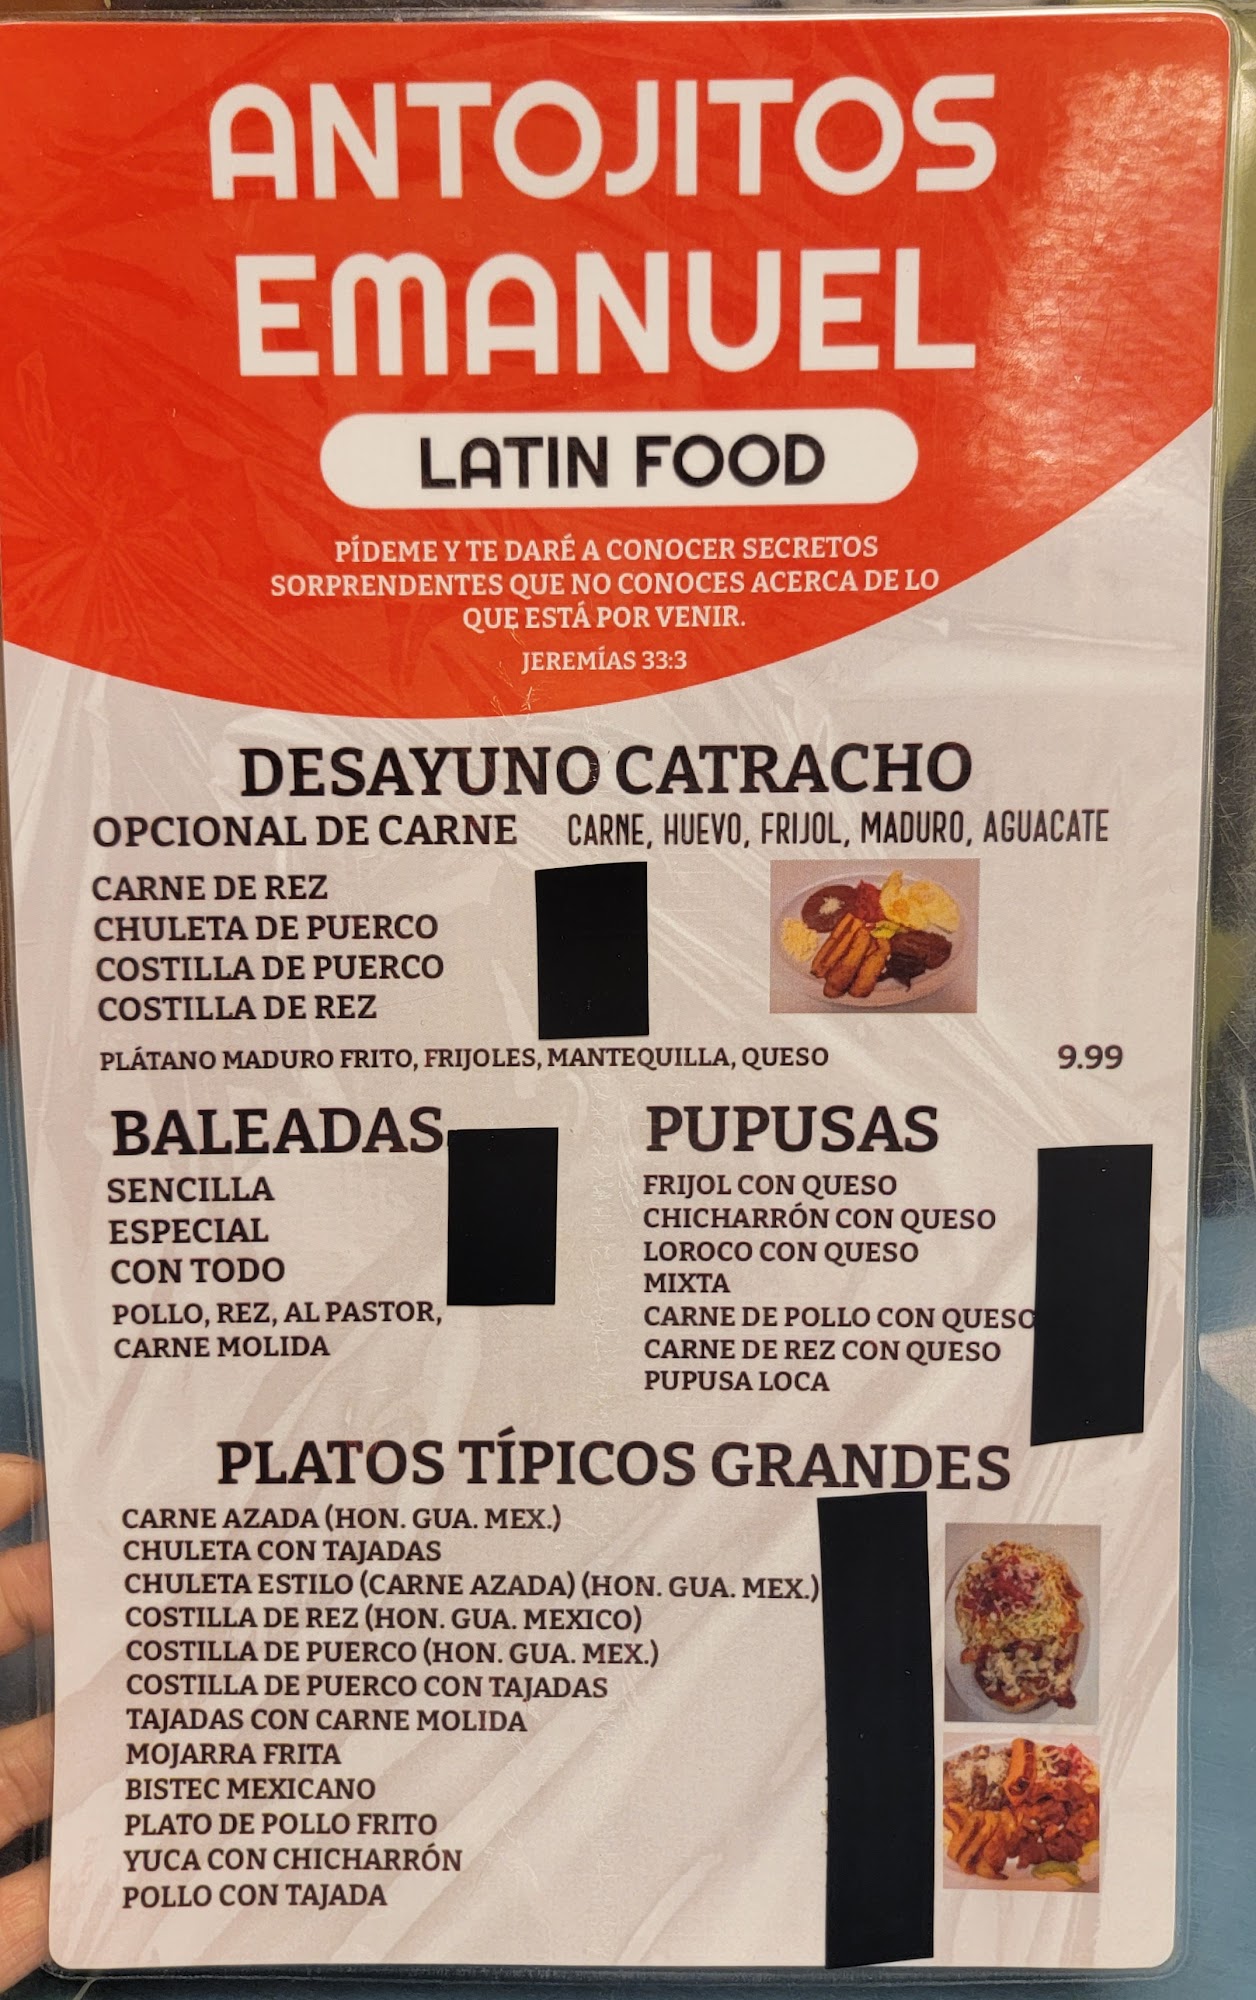 ANTOJITOS
EMANUEL
LATIN FOOD
PÍDEME Y TE DARÉ A CONOCER SECRETOS
SORPRENDENTES QUE NO CONOCES ACERCA DE LO
QUE ESTÁ POR VENIR.
JEREMÍAS 33:3
DESAYUNO CATRACHO
OPCIONAL DE CARNE CARNE, HUEVO, FRIJOL, MADURO, AGUACATE
CARNE DE REZ
CHULETA DE PUERCO
COSTILLA DE PUERCO
COSTILLA DE REZ
PLÁTANO MADURO FRITO, FRIJOLES, MANTEQUILLA, QUESO 9.99
BALEADAS
SENCILLA
ESPECIAL
CON TODO
POLLO, REZ, AL PASTOR,
CARNE MOLIDA
PUPUSAS
FRIJOL CON QUESO
CHICHARRÓN CON QUESO
LOROCO CON QUESO
MIXTA
CARNE DE POLLO CON QUESO
CARNE DE REZ CON QUESO
PUPUSA LOCA
PLATOS TÍPICOS GRANDES
CARNE AZADA (HON. GUA. MEX.)
CHULETA CON TAJADAS
CHULETA ESTILO (CARNE AZADA) (HON. GUA. MEX.)
COSTILLA DE REZ (HON. GUA. MEXICO)
COSTILLA DE PUERCO (HON. GUA. MEX.)
COSTILLA DE PUERCO CON TAJADAS
TAJADAS CON CARNE MOLIDA
MOJARRA FRITA
BISTEC MEXICANO
PLATO DE POLLO FRITO
YUCA CON CHICHARRÓN
POLLO CON TAJADA